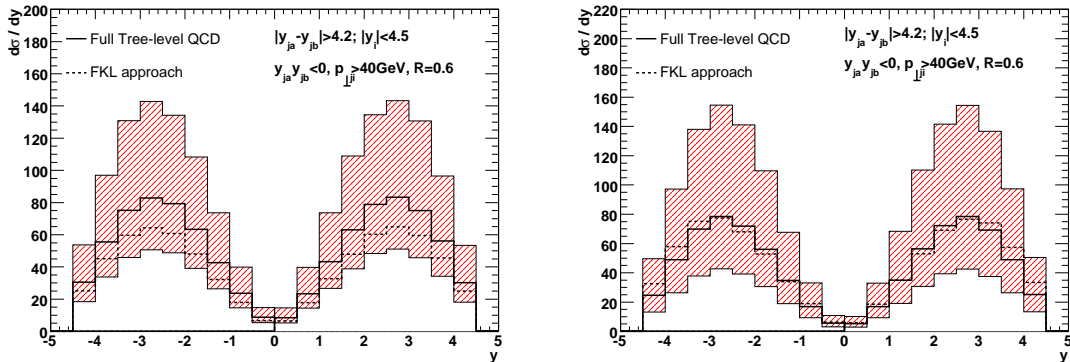 dσ / dy
200
180
160
140
120
100
80
60
40
20
0
Full Tree-level QCD
FKL approach
|y_ja-y_jb|>4.2; |y_i|<4.5
y_ja y_jb<0, p_⊥ji>40GeV, R=0.6
-5 -4 -3 -2 -1 0 1 2 3 4 5
y
dσ / dy
220
200
180
160
140
120
100
80
60
40
20
0
Full Tree-level QCD
FKL approach
|y_ja-y_jb|>4.2; |y_i|<4.5
y_ja y_jb<0, p_⊥ji>40GeV, R=0.6
-5 -4 -3 -2 -1 0 1 2 3 4 5
y